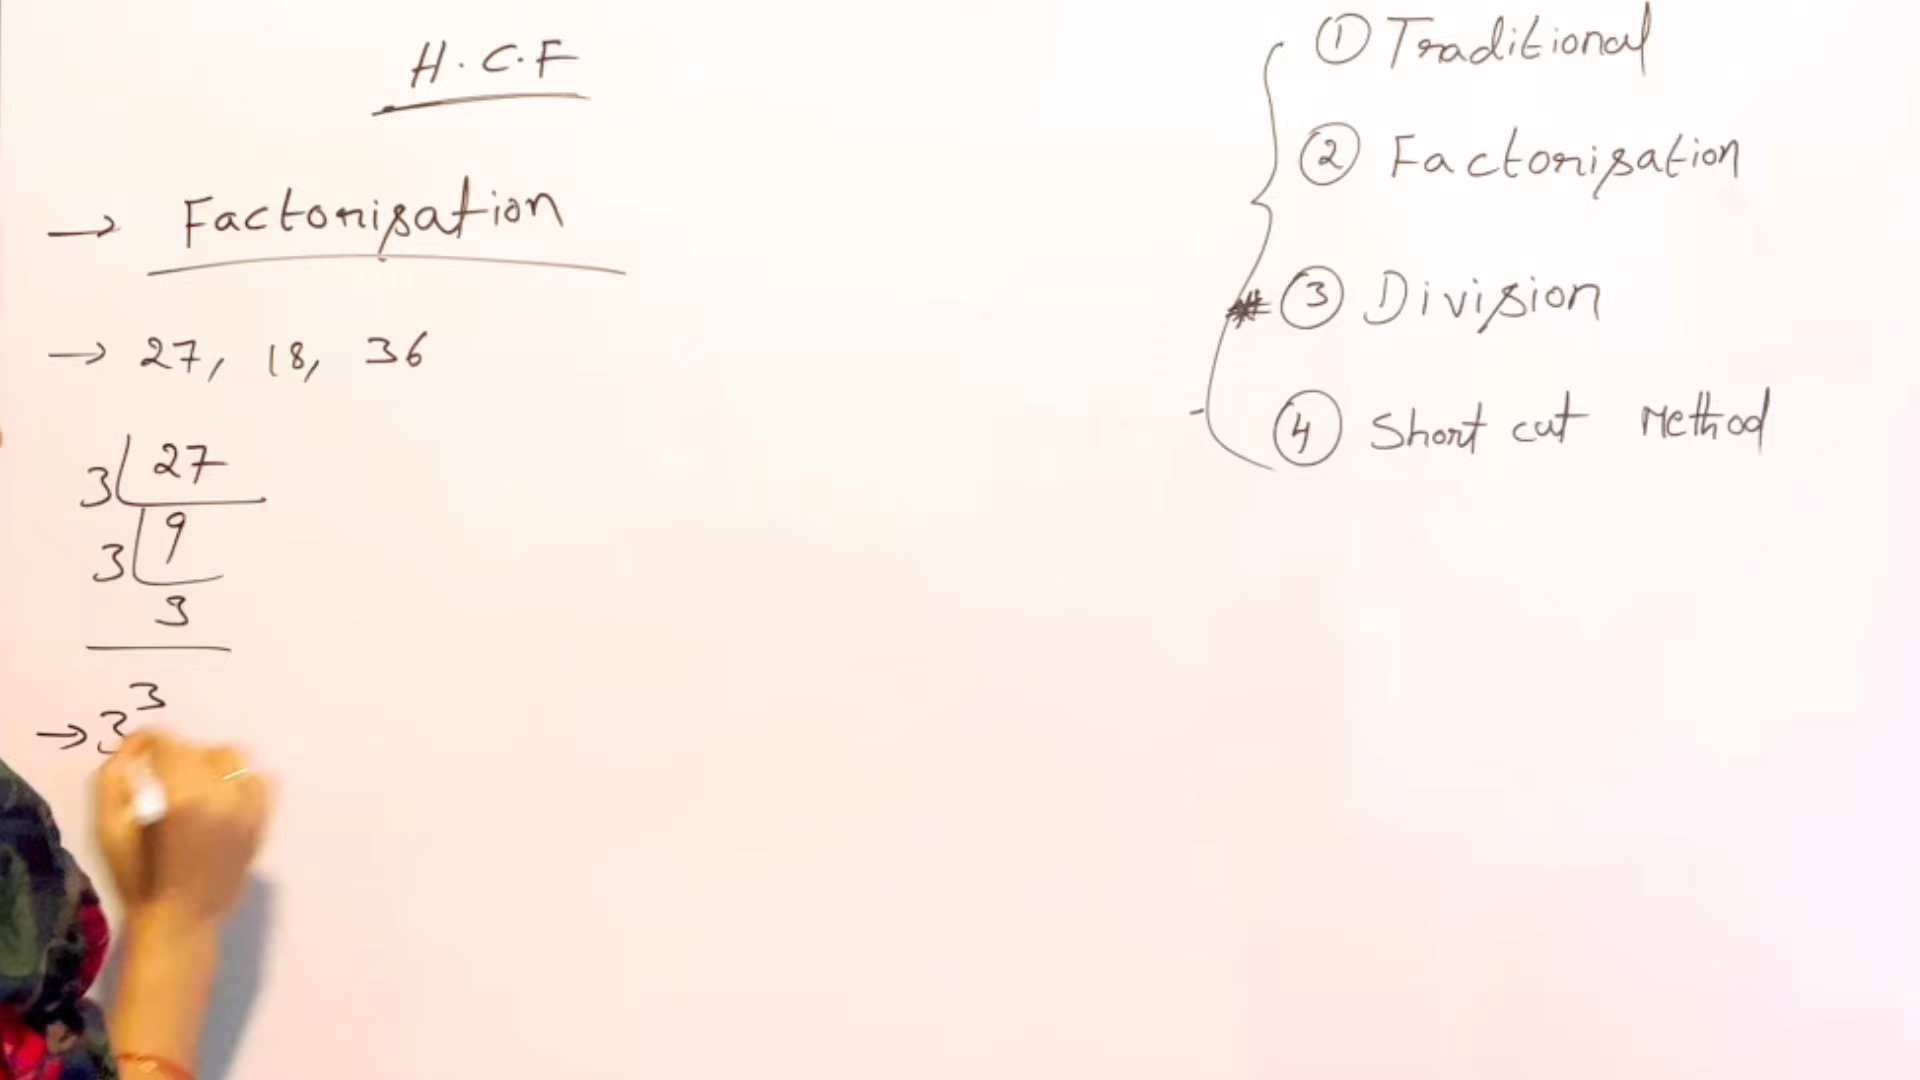 H.C.F
→ Factorisation
→ 27, 18, 36
3 27
3 9
3
→ 3³
① Traditional
② Factorisation
* ③ Division
④ Short cut Method